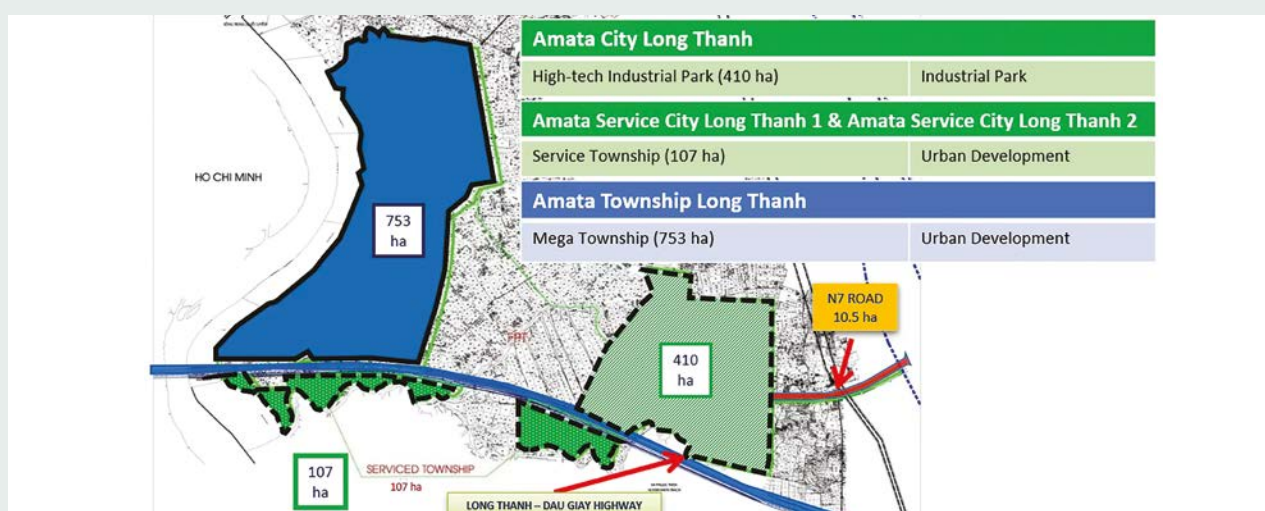 Amata City Long Thanh
High-tech Industrial Park (410 ha) Industrial Park
Amata Service City Long Thanh 1 & Amata Service City Long Thanh 2
Service Township (107 ha) Urban Development
Amata Township Long Thanh
Mega Township (753 ha) Urban Development
HO CHI MINH
753
ha
N7 ROAD
10.5 ha
FPT
410
ha
107
ha
SERVICED TOWNSHIP
107 ha
LONG THANH – DAU GIAY HIGHWAY